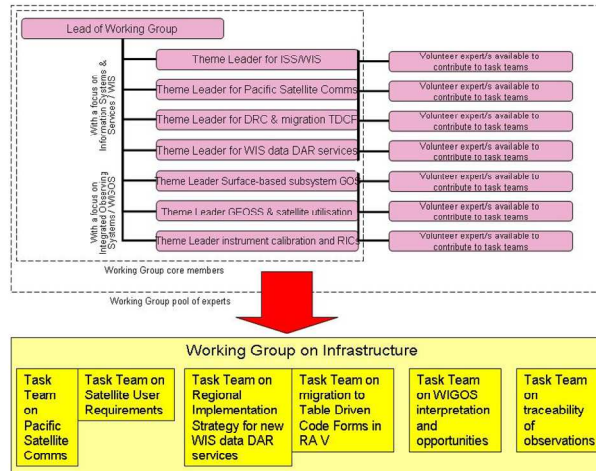 Lead of Working Group
With a focus on
Information Systems &
Services / WIS
Theme Leader for ISS/WIS
Volunteer expert/s available to
contribute to task teams
Theme Leader for Pacific Satellite Comms
Volunteer expert/s available to
contribute to task teams
Theme Leader for DRC & migration TDCF
Volunteer expert/s available to
contribute to task teams
Theme Leader for WIS data DAR services
Volunteer expert/s available to
contribute to task teams
With a focus on
Integrated Observing
Systems / WIGOS
Theme Leader Surface-based subsystem GOS
Volunteer expert/s available to
contribute to task teams
Theme Leader GEOSS & satellite utilisation
Volunteer expert/s available to
contribute to task teams
Theme Leader instrument calibration and RICs
Volunteer expert/s available to
contribute to task teams
Working Group core members
Working Group pool of experts
Working Group on Infrastructure
Task
Team
on
Pacific
Satellite
Comms
Task Team on
Satellite User
Requirements
Task Team on
Regional
Implementation
Strategy for new
WIS data DAR
services
Task Team on
migration to
Table Driven
Code Forms in
RA V
Task Team
on WIGOS
interpretation
and
opportunities
Task Team
on
traceability of
observations